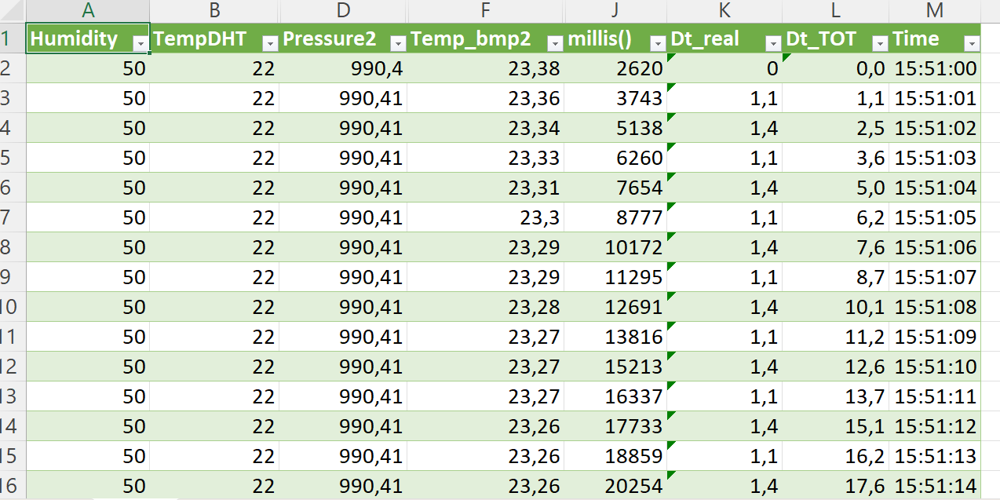 A B D F J K L M
1 Humidity TempDHT Pressure2 Temp_bmp2 millis() Dt_real Dt_TOT Time
2 50 22 990,4 23,38 2620 0 0,0 15:51:00
3 50 22 990,41 23,36 3743 1,1 1,1 15:51:01
4 50 22 990,41 23,34 5138 1,4 2,5 15:51:02
5 50 22 990,41 23,33 6260 1,1 3,6 15:51:03
6 50 22 990,41 23,31 7654 1,4 5,0 15:51:04
7 50 22 990,41 23,3 8777 1,1 6,2 15:51:05
8 50 22 990,41 23,29 10172 1,4 7,6 15:51:06
9 50 22 990,41 23,29 11295 1,1 8,7 15:51:07
10 50 22 990,41 23,28 12691 1,4 10,1 15:51:08
11 50 22 990,41 23,27 13816 1,1 11,2 15:51:09
12 50 22 990,41 23,27 15213 1,4 12,6 15:51:10
13 50 22 990,41 23,27 16337 1,1 13,7 15:51:11
14 50 22 990,41 23,26 17733 1,4 15,1 15:51:12
15 50 22 990,41 23,26 18859 1,1 16,2 15:51:13
16 50 22 990,41 23,26 20254 1,4 17,6 15:51:14